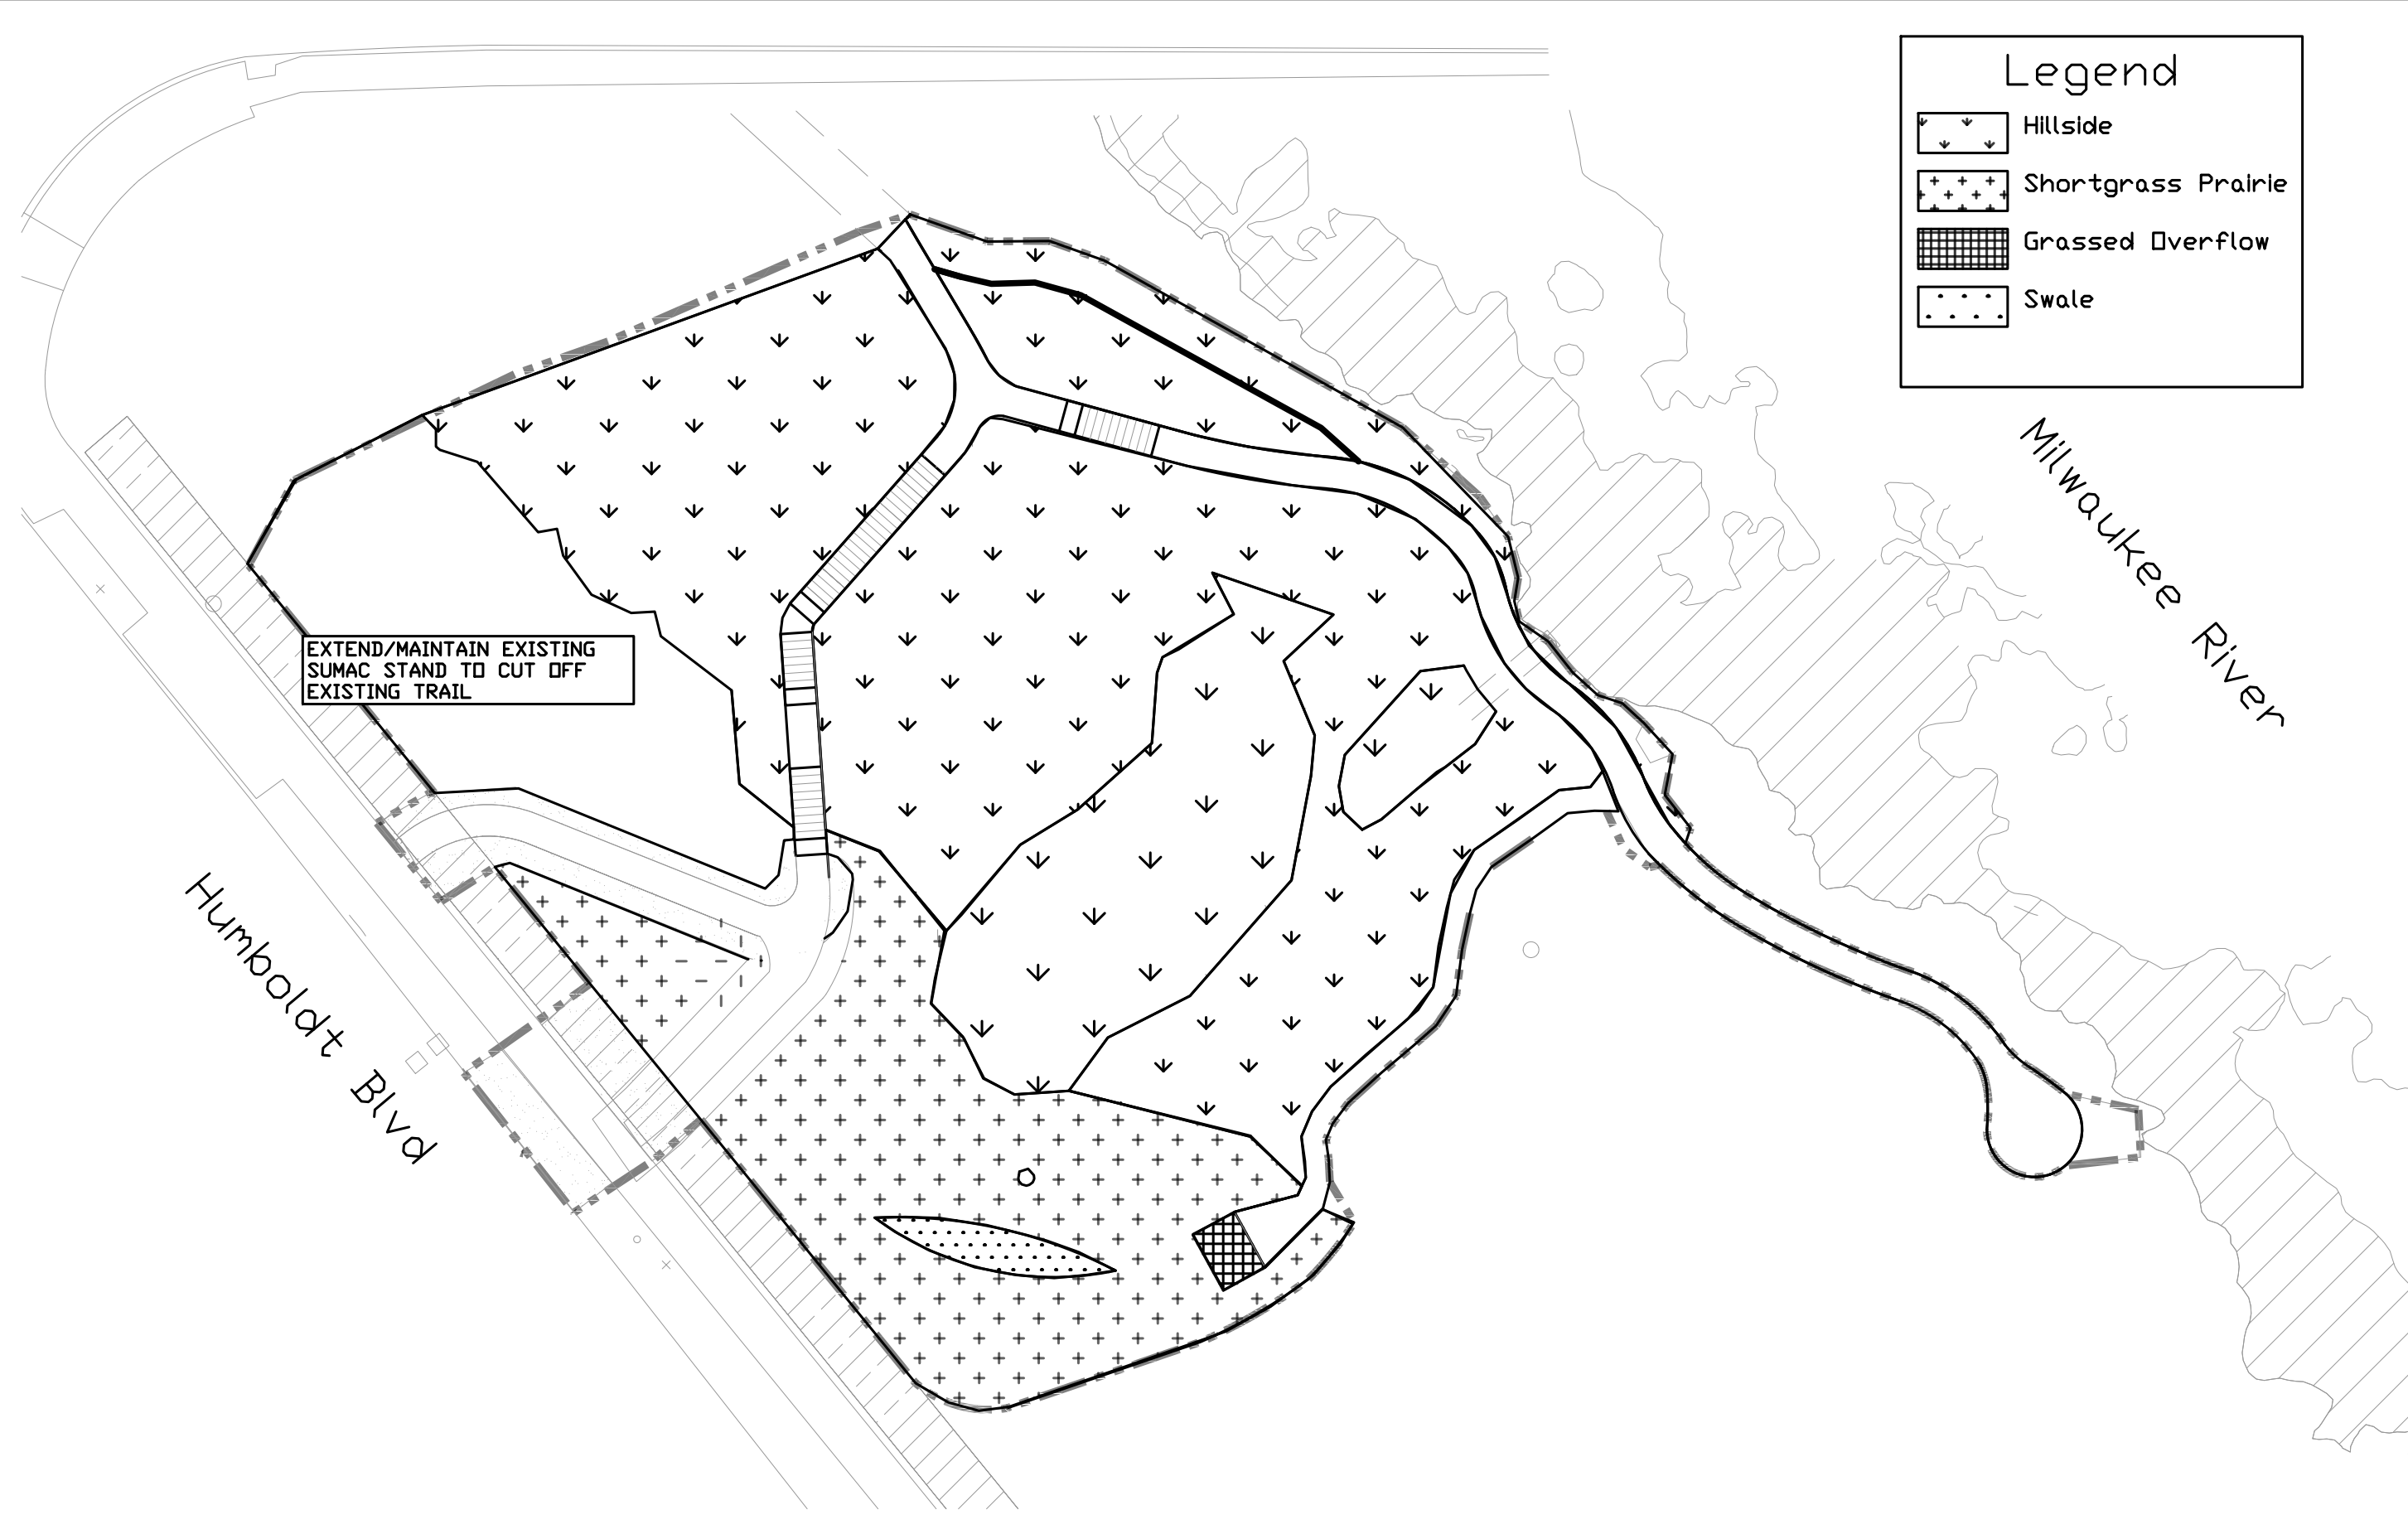 Legend
Hillside
Shortgrass Prairie
Grassed Overflow
Swale
Milwaukee River
EXTEND/MAINTAIN EXISTING
SUMAC STAND TO CUT OFF
EXISTING TRAIL
Humboldt Blvd